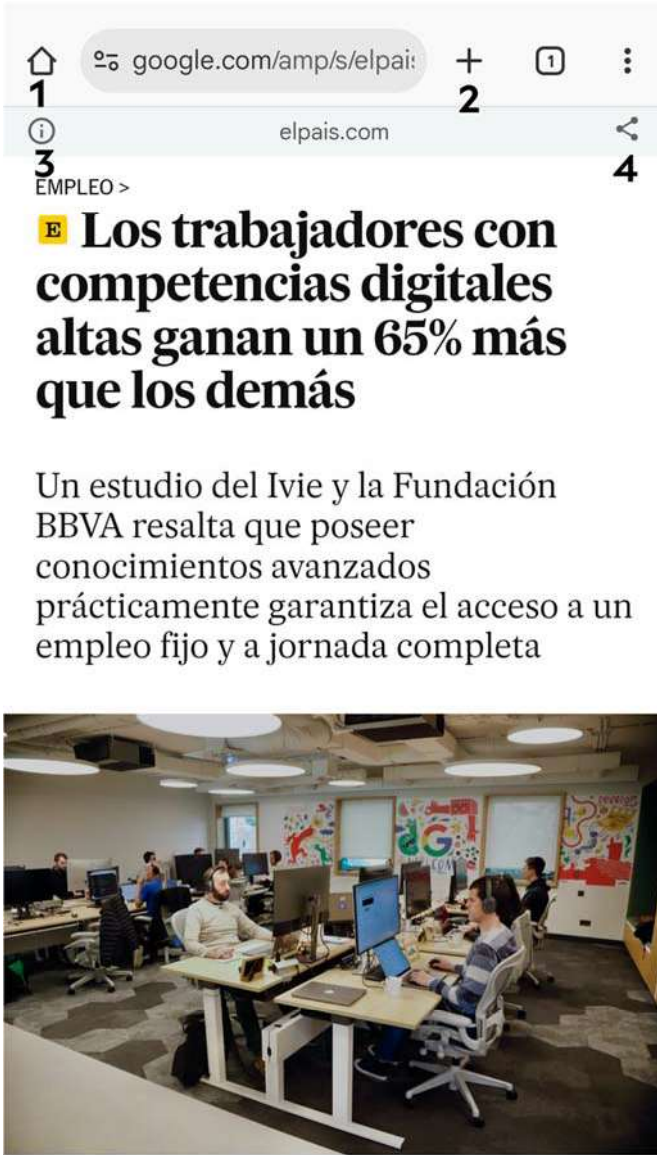 google.com/amp/s/elpai
1
1
2
elpais.com
3
4
EMPLEO >
E Los trabajadores con
competencias digitales
altas ganan un 65% más
que los demás
Un estudio del Ivie y la Fundación
BBVA resalta que poseer
conocimientos avanzados
prácticamente garantiza el acceso a un
empleo fijo y a jornada completa